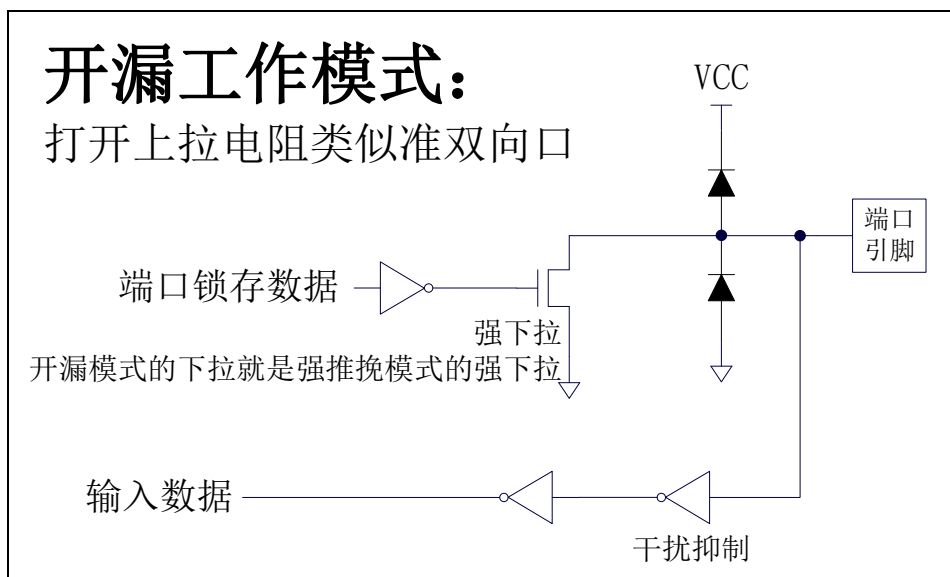 开漏工作模式：
打开上拉电阻类似准双向口
VCC
端口
引脚
端口锁存数据
强下拉
开漏模式的下拉就是强推挽模式的强下拉
输入数据
干扰抑制